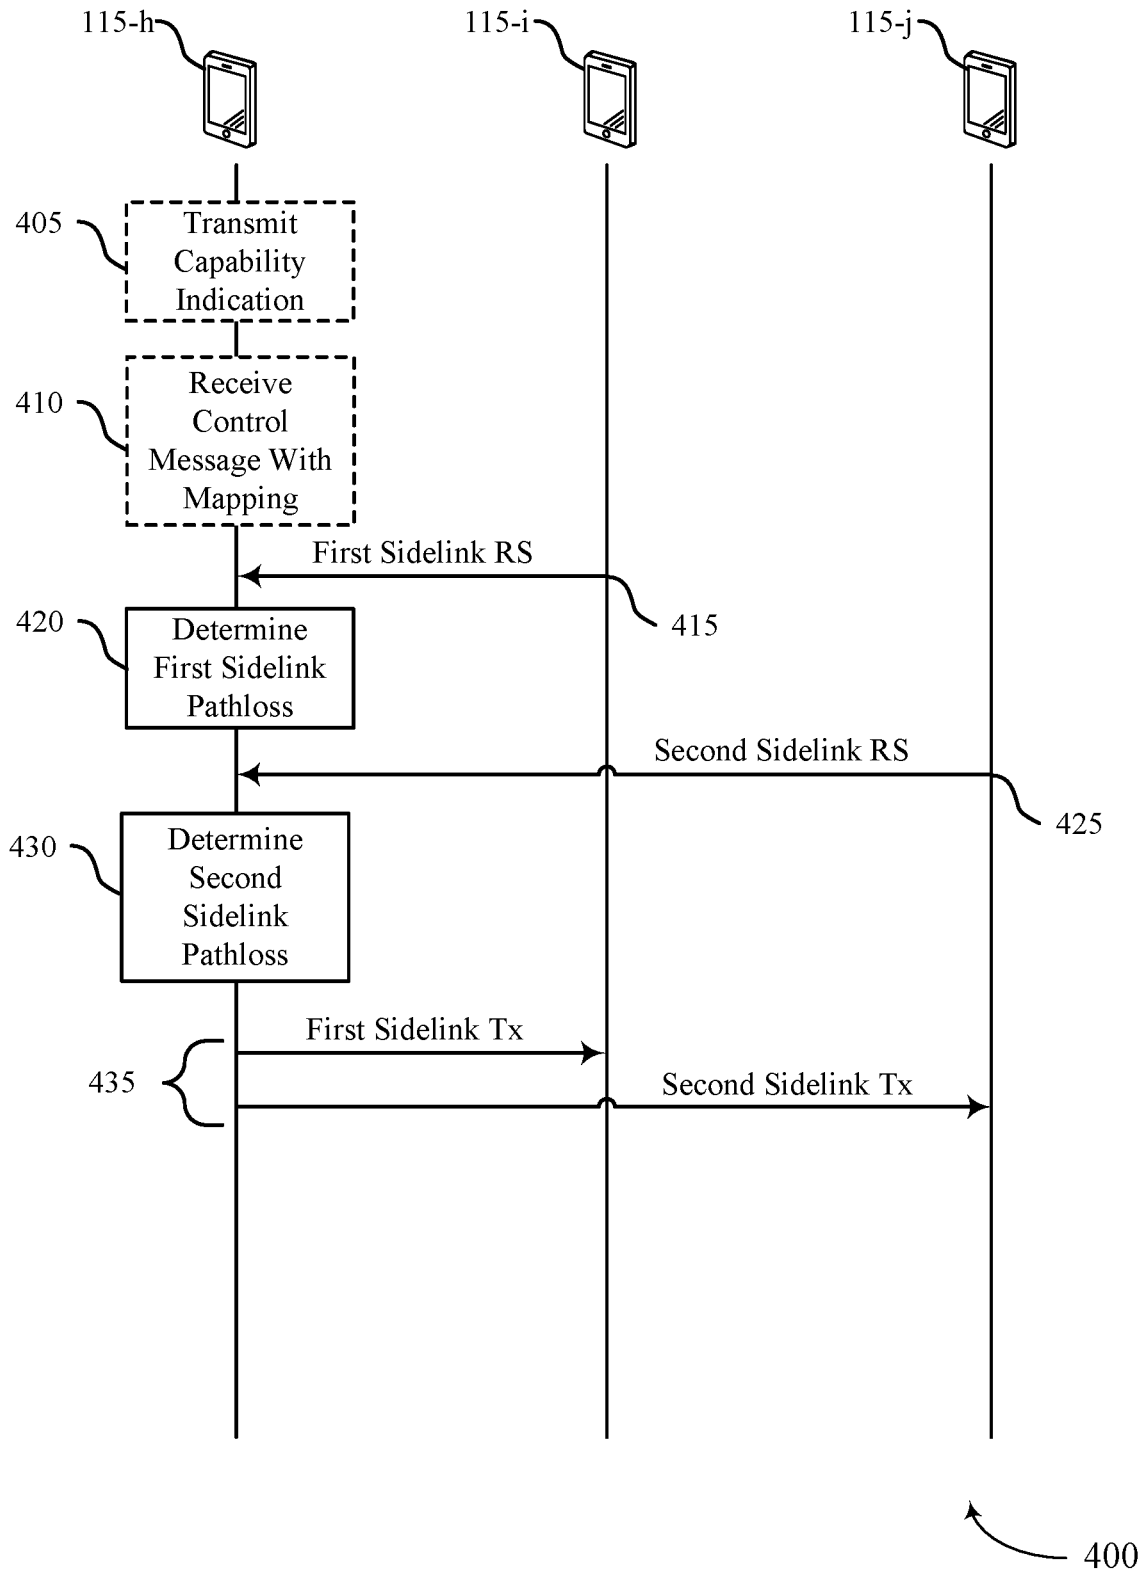 115-h
115-i
115-j
405
Transmit
Capability
Indication
410
Receive
Control
Message With
Mapping
First Sidelink RS
415
420
Determine
First Sidelink
Pathloss
Second Sidelink RS
425
430
Determine
Second
Sidelink
Pathloss
First Sidelink Tx
435
Second Sidelink Tx
400